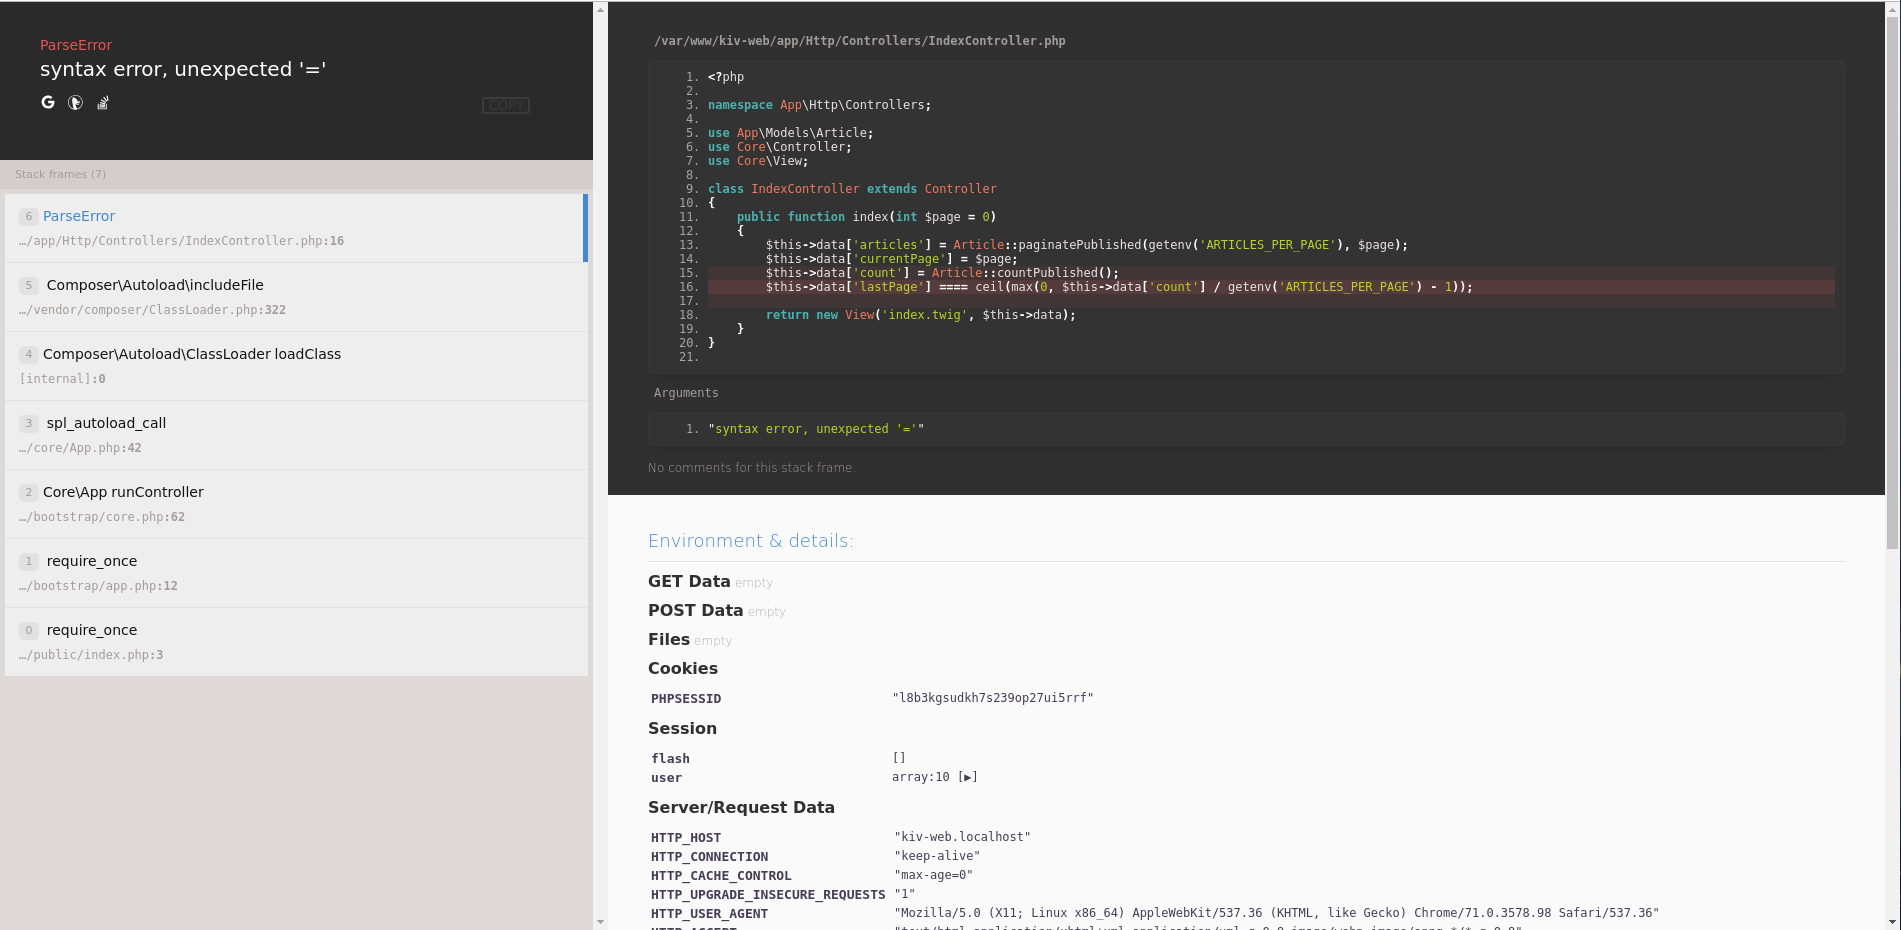 ParseError
syntax error, unexpected '='
COPY
Stack frames (7)
6 ParseError
…/app/Http/Controllers/IndexController.php:16
5 Composer\Autoload\includeFile
…/vendor/composer/ClassLoader.php:322
4 Composer\Autoload\ClassLoader loadClass
[internal]:0
3 spl_autoload_call
…/core/App.php:42
2 Core\App runController
…/bootstrap/core.php:62
1 require_once
…/bootstrap/app.php:12
0 require_once
…/public/index.php:3
/var/www/kiv-web/app/Http/Controllers/IndexController.php
1. <?php
2.
3. namespace App\Http\Controllers;
4.
5. use App\Models\Article;
6. use Core\Controller;
7. use Core\View;
8.
9. class IndexController extends Controller
10. {
11.     public function index(int $page = 0)
12.     {
13.         $this->data['articles'] = Article::paginatePublished(getenv('ARTICLES_PER_PAGE'), $page);
14.         $this->data['currentPage'] = $page;
15.         $this->data['count'] = Article::countPublished();
16.         $this->data['lastPage'] ==== ceil(max(0, $this->data['count'] / getenv('ARTICLES_PER_PAGE') - 1));
17.
18.         return new View('index.twig', $this->data);
19.     }
20. }
21.
Arguments
1. "syntax error, unexpected '='"
No comments for this stack frame.
Environment & details:
GET Data empty
POST Data empty
Files empty
Cookies
PHPSESSID "l8b3kgsudkh7s239op27ui5rrf"
Session
flash []
user array:10 [▶]
Server/Request Data
HTTP_HOST "kiv-web.localhost"
HTTP_CONNECTION "keep-alive"
HTTP_CACHE_CONTROL "max-age=0"
HTTP_UPGRADE_INSECURE_REQUESTS "1"
HTTP_USER_AGENT "Mozilla/5.0 (X11; Linux x86_64) AppleWebKit/537.36 (KHTML, like Gecko) Chrome/71.0.3578.98 Safari/537.36"